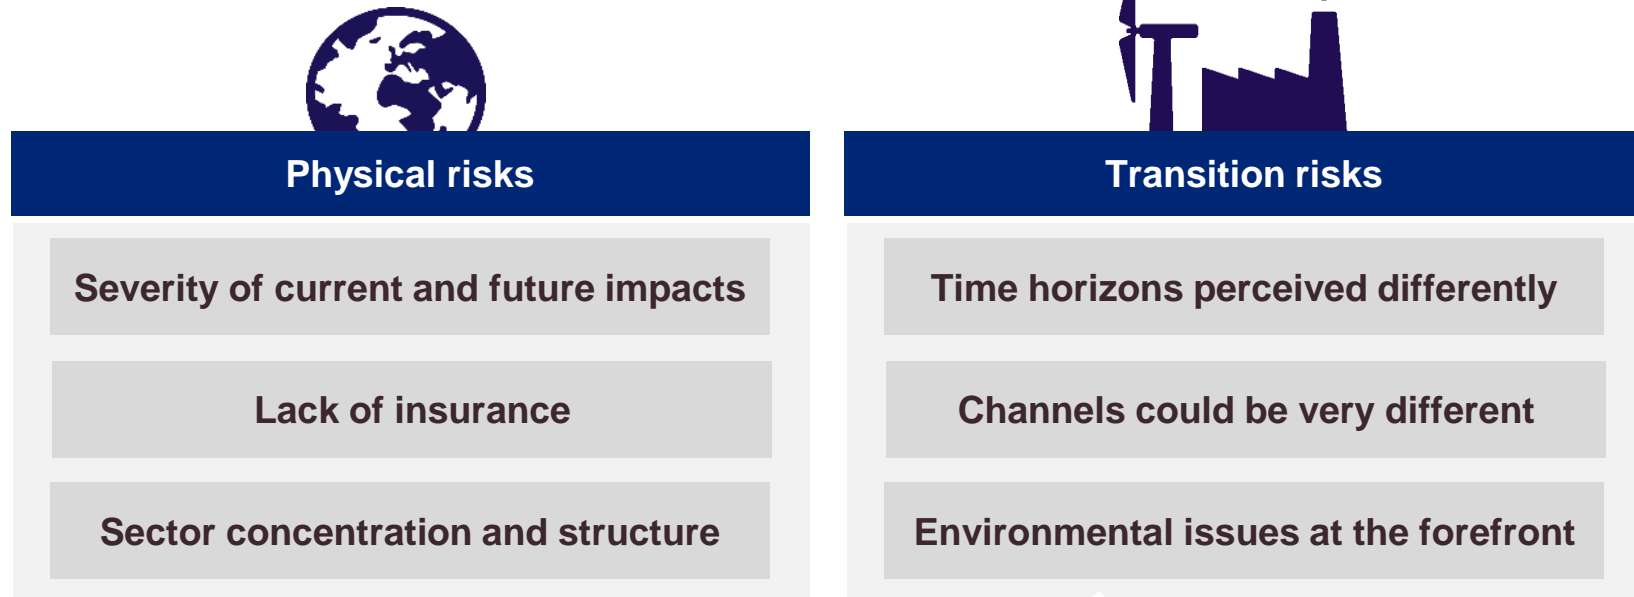 Physical risks
Severity of current and future impacts
Lack of insurance
Sector concentration and structure
Transition risks
Time horizons perceived differently
Channels could be very different
Environmental issues at the forefront